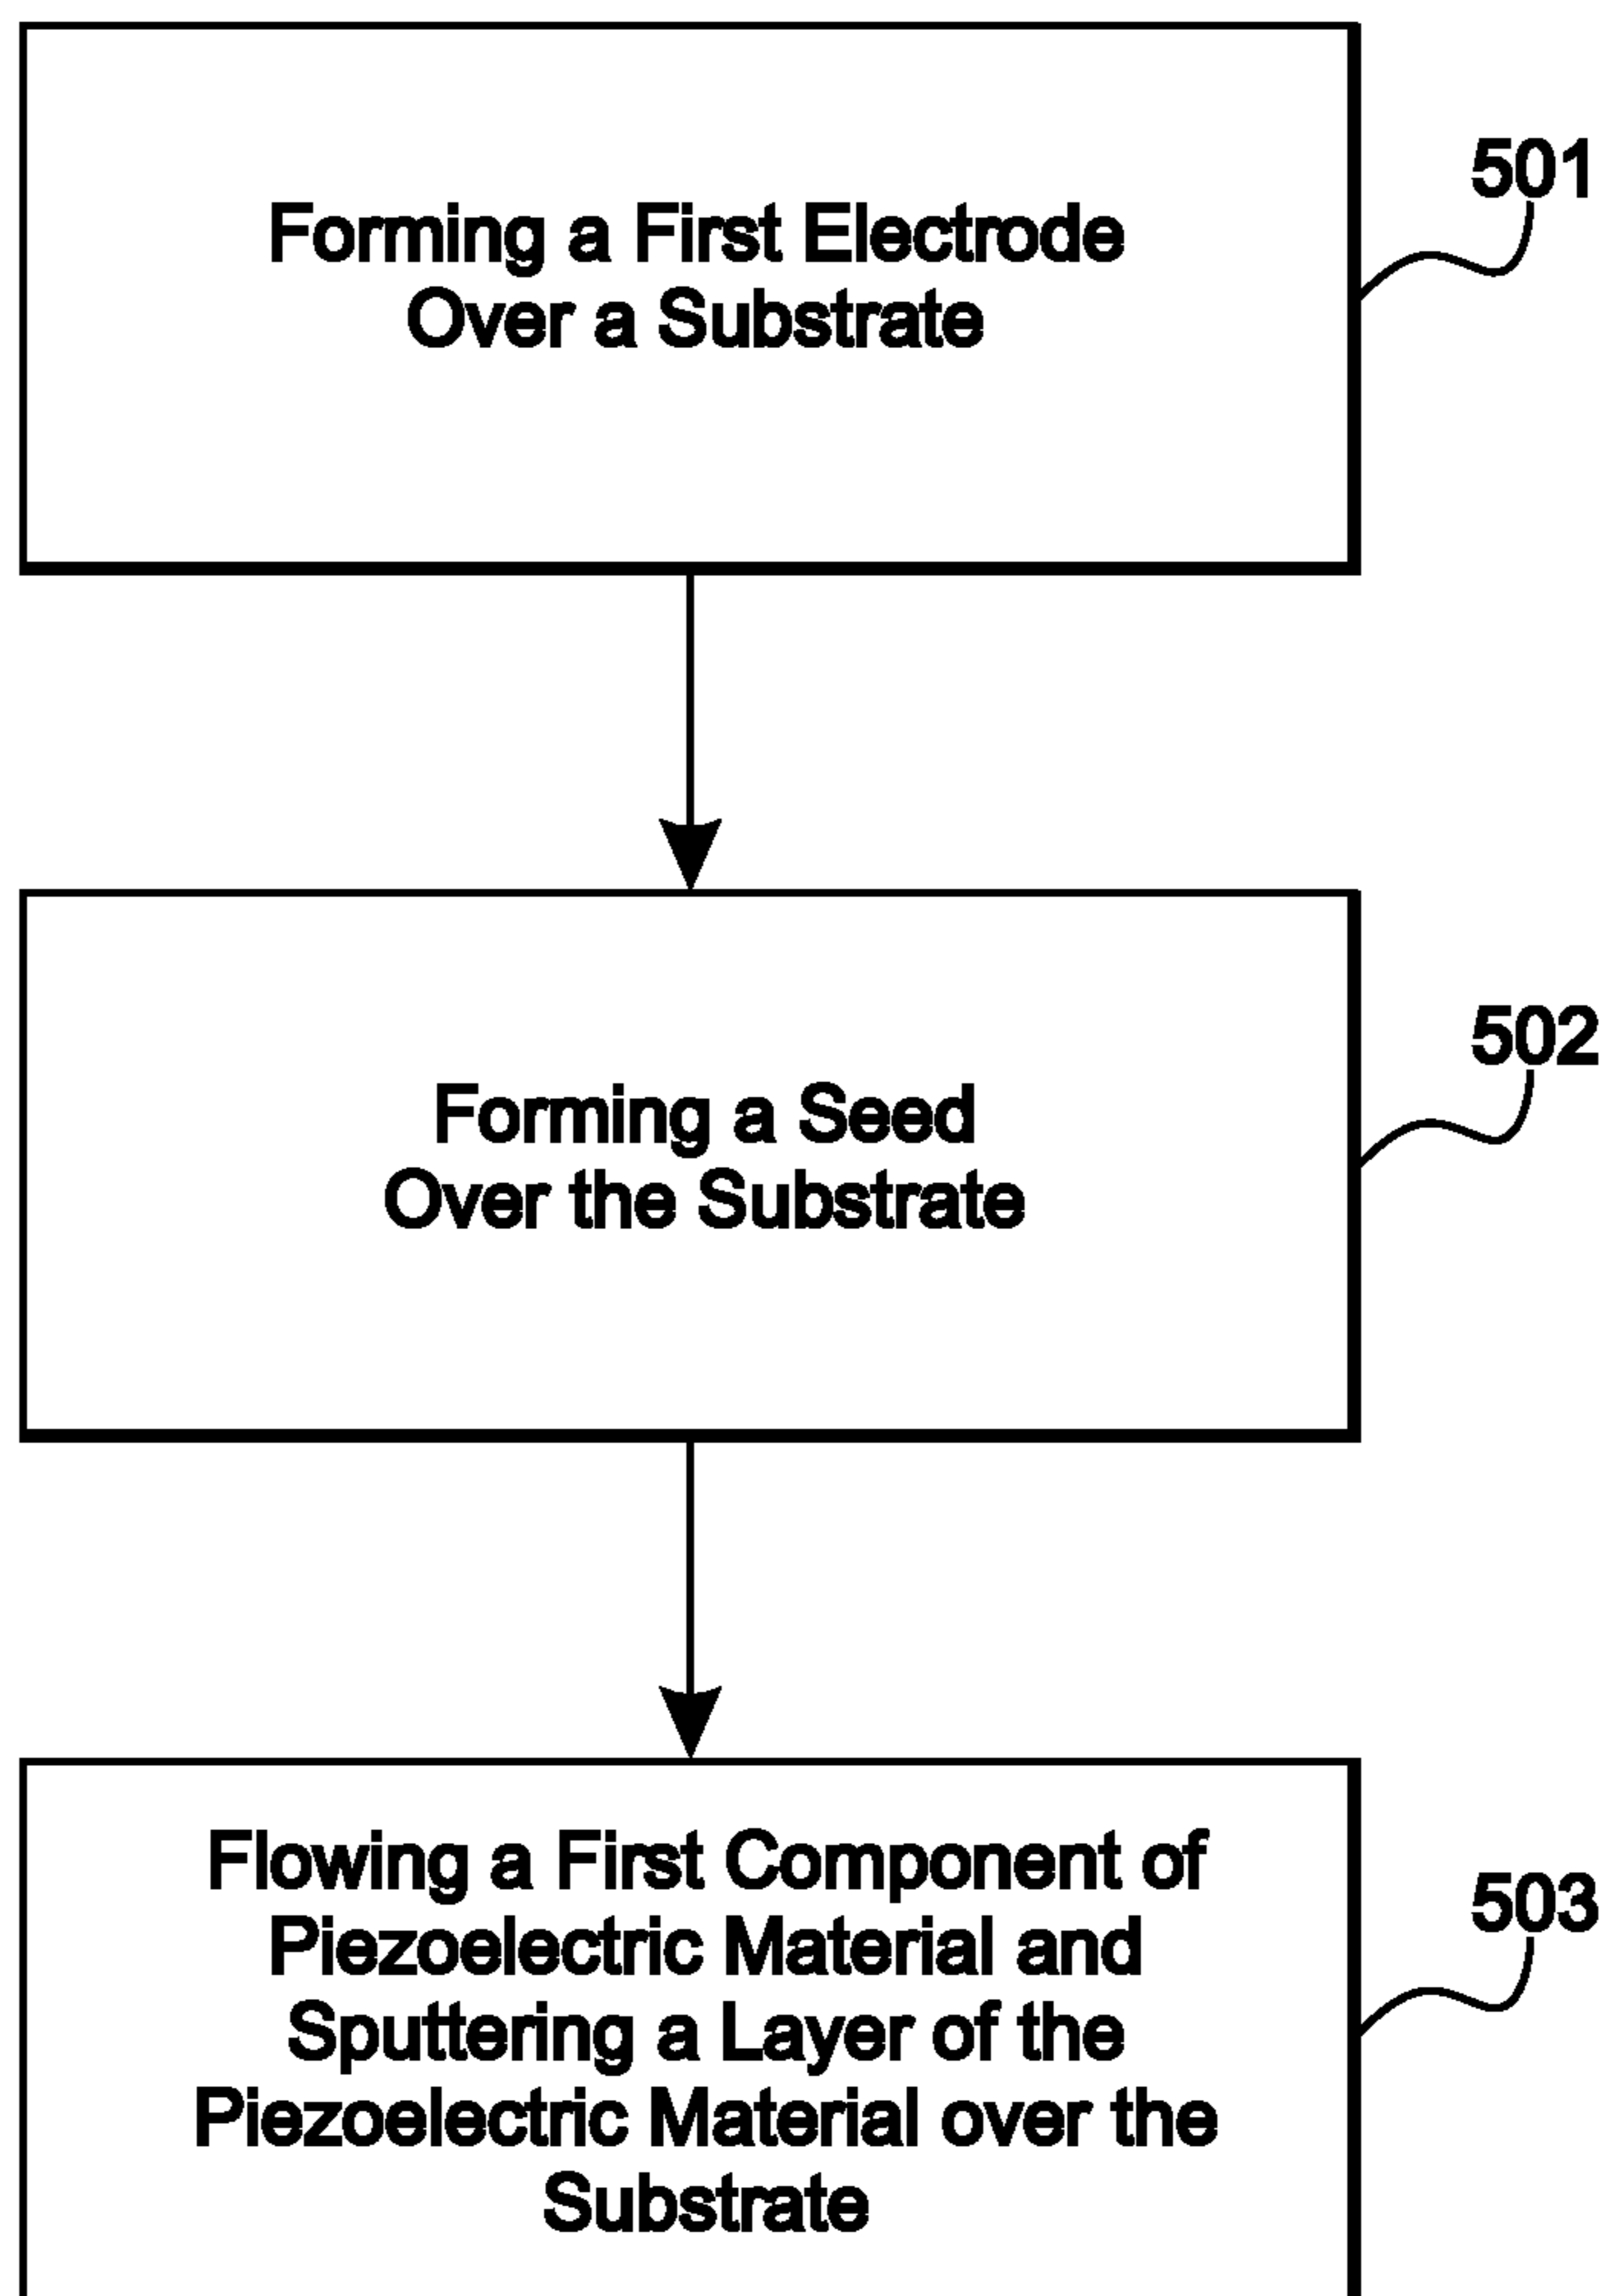 501
Forming a First Electrode
Over a Substrate
502
Forming a Seed
Over the Substrate
Flowing a First Component of
503
Piezoelectric Material and
Sputtering a Layer of the
Piezoelectric Material over the
Substrate